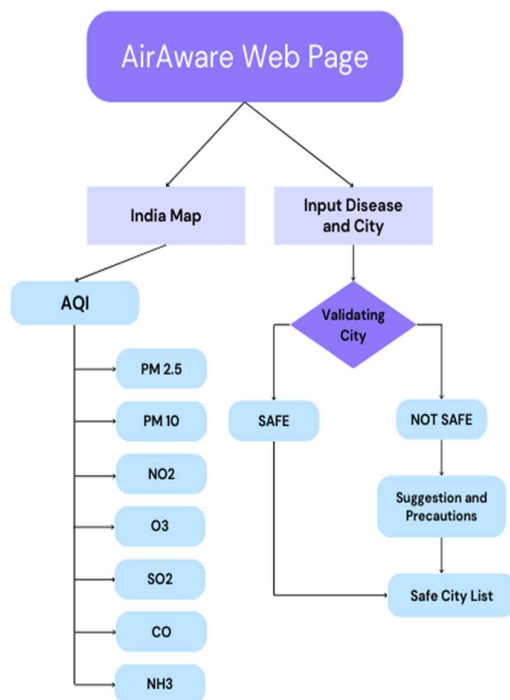 AirAware Web Page
India Map
Input Disease
and City
AQI
Validating
City
PM 2.5
PM 10
NO2
O3
SO2
CO
NH3
SAFE
NOT SAFE
Suggestion and
Precautions
Safe City List